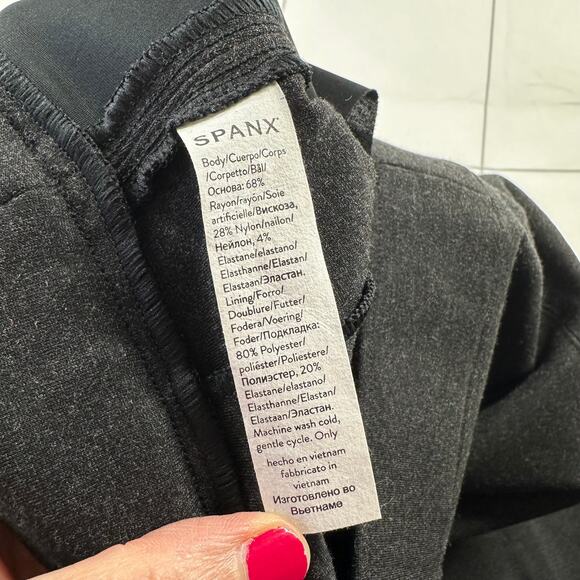 SPANX
Body/Cuerpo/Corps
/Corpetto/Bål/
Основа: 68%
Rayon/rayón/Soie
artificielle/Вискоза,
28% Nylon/nailon/
Нейлон, 4%
Elastane/elastano/
Elasthanne/Elastan/
Elastaan/Эластан.
Lining/Forro/
Doublure/Futter/
Fodera/Voering/
Foder/Подкладка:
80% Polyester/
poliéster/Poliestere/
Полиэстер, 20%
Elastane/elastano/
Elasthanne/Elastan/
Elastaan/Эластан.
Machine wash cold,
gentle cycle. Only
hecho en vietnam
fabbricato in
vietnam
Изготовлено во
Вьетнаме